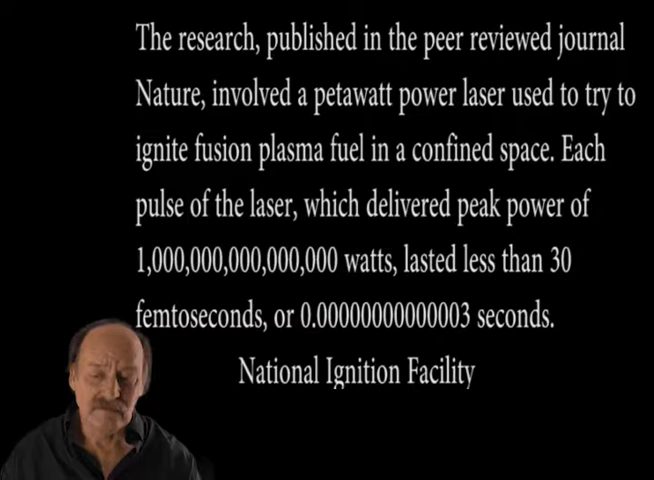 The research, published in the peer reviewed journal
Nature, involved a petawatt power laser used to try to
ignite fusion plasma fuel in a confined space. Each
pulse of the laser, which delivered peak power of
1,000,000,000,000,000 watts, lasted less than 30
femtoseconds, or 0.00000000000003 seconds.
National Ignition Facility